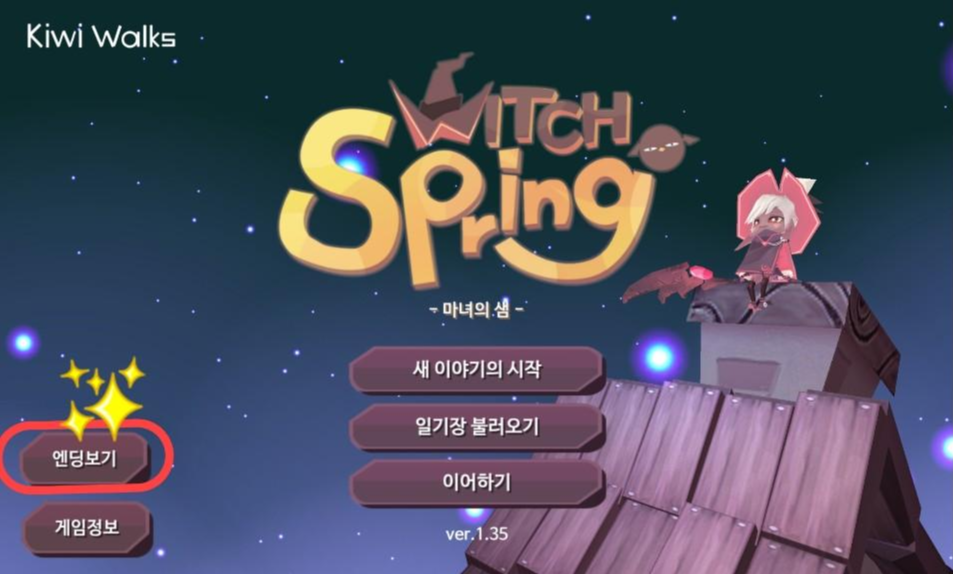 Kiwi Walks
WITCH
Spring
- 마녀의 샘 -
새 이야기의 시작
일기장 불러오기
이어하기
ver.1.35
엔딩보기
게임정보